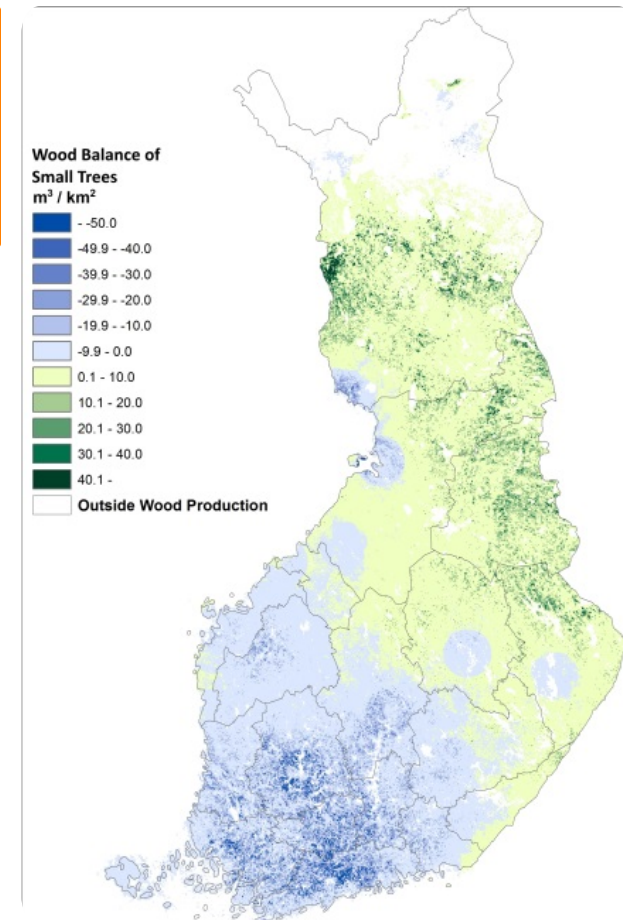 Wood Balance of
Small Trees
m³ / km²
- -50.0
-49.9 - -40.0
-39.9 - -30.0
-29.9 - -20.0
-19.9 - -10.0
-9.9 - 0.0
0.1 - 10.0
10.1 - 20.0
20.1 - 30.0
30.1 - 40.0
40.1 -
Outside Wood Production